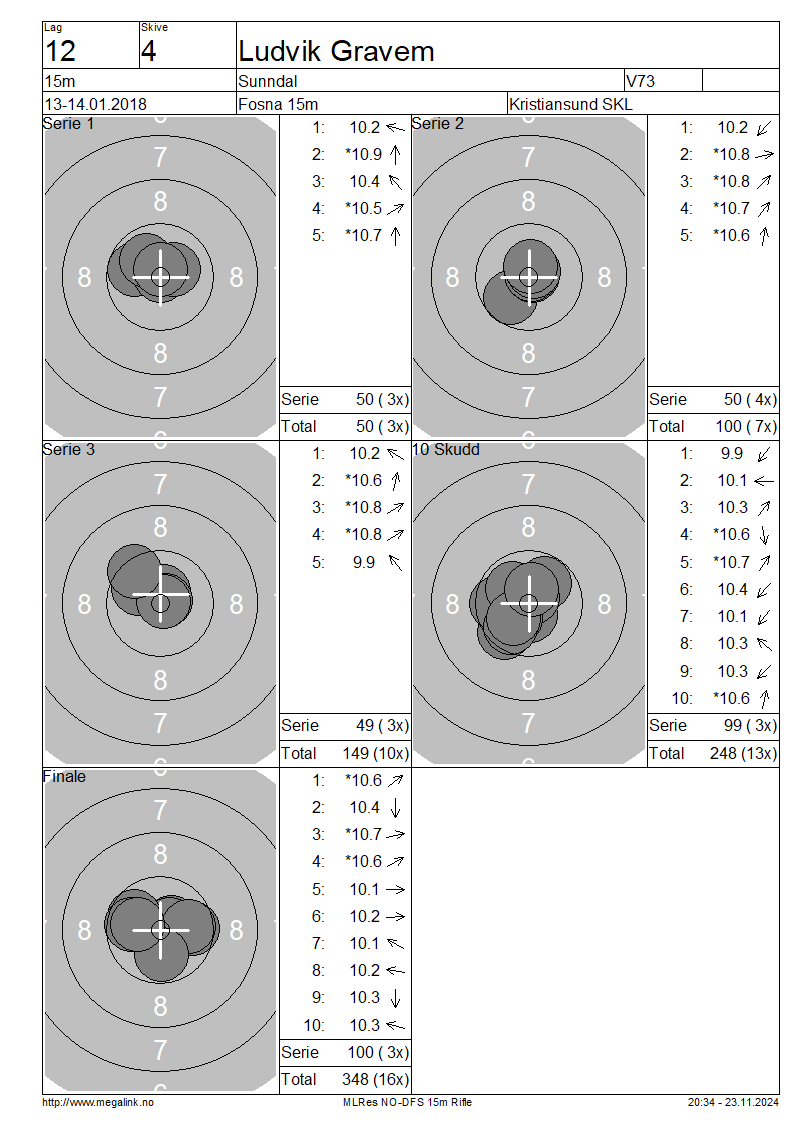 Lag
12
Skive
4
Ludvik Gravem
15m
Sunndal
V73
13-14.01.2018
Fosna 15m
Kristiansund SKL
Serie 1
7
8
8 8
8
7
1: 10.2
2: *10.9
3: 10.4
4: *10.5
5: *10.7
Serie 50 ( 3x)
Total 50 ( 3x)
Serie 2
7
8
8 8
8
7
1: 10.2
2: *10.8
3: *10.8
4: *10.7
5: *10.6
Serie 50 ( 4x)
Total 100 ( 7x)
Serie 3
7
8
8 8
8
7
1: 10.2
2: *10.6
3: *10.8
4: *10.8
5: 9.9
Serie 49 ( 3x)
Total 149 (10x)
10 Skudd
7
8
8 8
8
7
1: 9.9
2: 10.1
3: 10.3
4: *10.6
5: *10.7
6: 10.4
7: 10.1
8: 10.3
9: 10.3
10: *10.6
Serie 99 ( 3x)
Total 248 (13x)
Finale
7
8
8 8
8
7
1: *10.6
2: 10.4
3: *10.7
4: *10.6
5: 10.1
6: 10.2
7: 10.1
8: 10.2
9: 10.3
10: 10.3
Serie 100 ( 3x)
Total 348 (16x)
http://www.megalink.no
MLRes NO-DFS 15m Rifle
20:34 - 23.11.2024